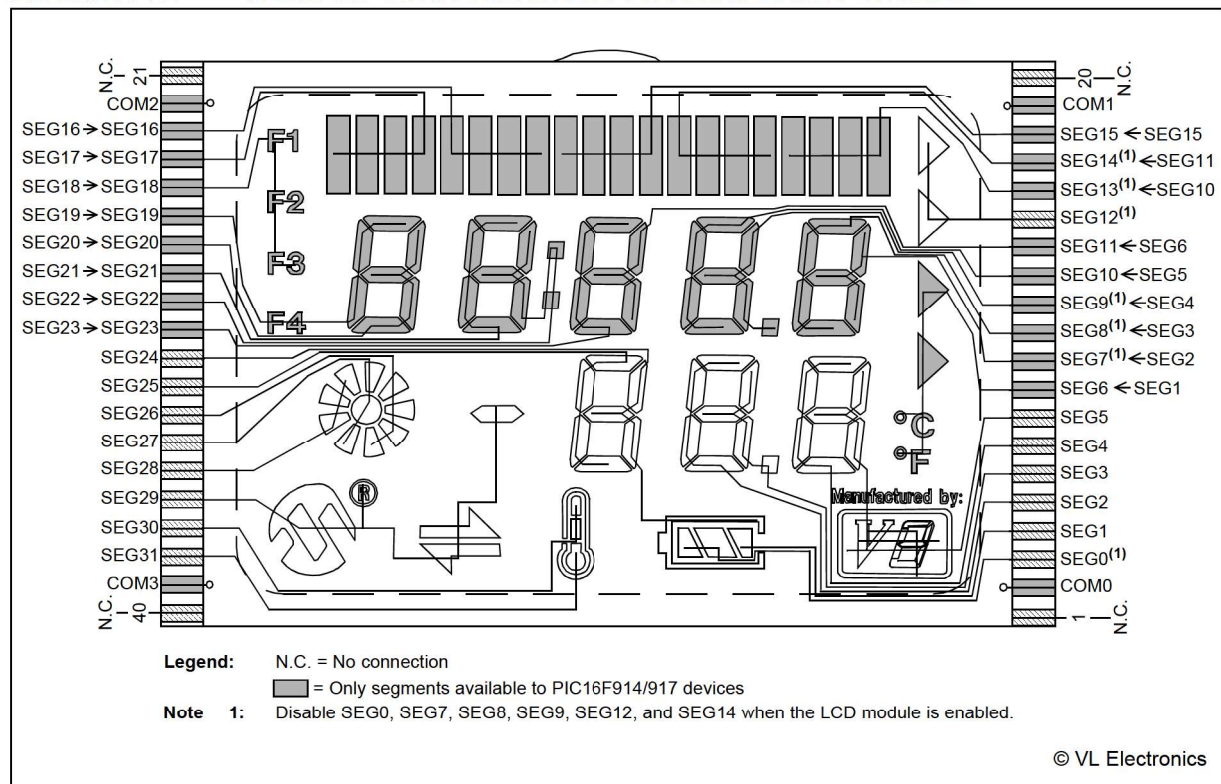 N.C.
21
COM2
SEG16→SEG16
SEG17→SEG17
SEG18→SEG18
SEG19→SEG19
SEG20→SEG20
SEG21→SEG21
SEG22→SEG22
SEG23→SEG23
SEG24
SEG25
SEG26
SEG27
SEG28
SEG29
SEG30
SEG31
COM3
40
N.C.
F1
F2
F3
F4
®
°C
°F
Manufactured by:
20
N.C.
COM1
SEG15←SEG15
SEG14(1)←SEG11
SEG13(1)←SEG10
SEG12(1)
SEG11←SEG6
SEG10←SEG5
SEG9(1)←SEG4
SEG8(1)←SEG3
SEG7(1)←SEG2
SEG6←SEG1
SEG5
SEG4
SEG3
SEG2
SEG1
SEG0(1)
COM0
1
N.C.
Legend: N.C. = No connection
= Only segments available to PIC16F914/917 devices
Note 1: Disable SEG0, SEG7, SEG8, SEG9, SEG12, and SEG14 when the LCD module is enabled.
© VL Electronics